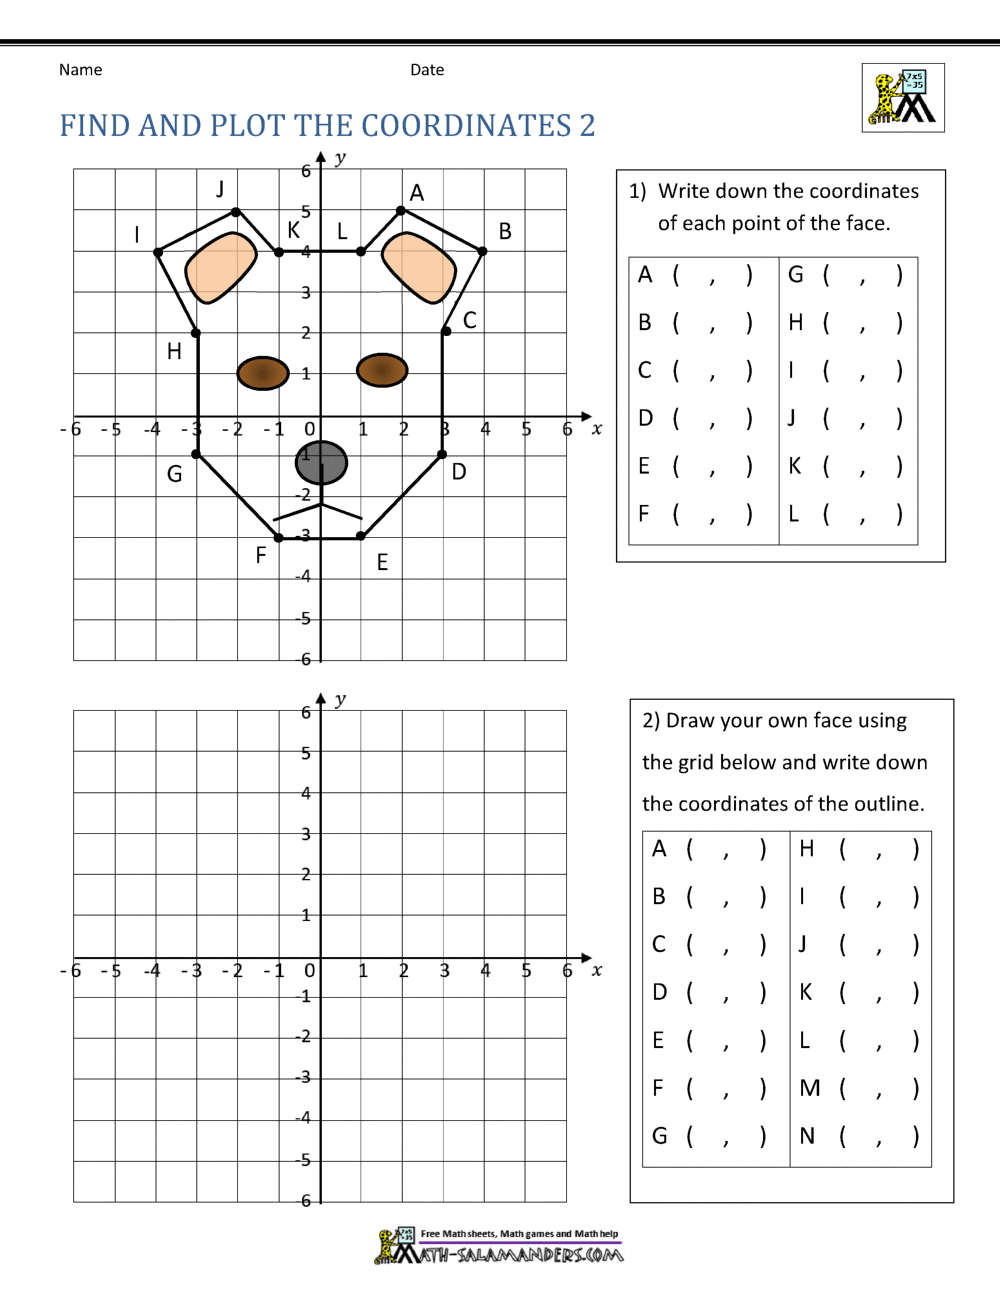 Name Date
7x5
=35
FIND AND PLOT THE COORDINATES 2
y
6
J A
5
I K L B
4
3
C
2
H
1
-6 -5 -4 -3 -2 -1 0 1 2 3 4 5 6 x
-1
G D
-2
-3
F E
-4
-5
-6
1) Write down the coordinates
of each point of the face.
A ( , ) G ( , )
B ( , ) H ( , )
C ( , ) I ( , )
D ( , ) J ( , )
E ( , ) K ( , )
F ( , ) L ( , )
y
6
5
4
3
2
1
-6 -5 -4 -3 -2 -1 0 1 2 3 4 5 6 x
-1
-2
-3
-4
-5
-6
2) Draw your own face using
the grid below and write down
the coordinates of the outline.
A ( , ) H ( , )
B ( , ) I ( , )
C ( , ) J ( , )
D ( , ) K ( , )
E ( , ) L ( , )
F ( , ) M ( , )
G ( , ) N ( , )
7x5
=35
Free Math sheets, Math games and Math help
MATH-SALAMANDERS.COM